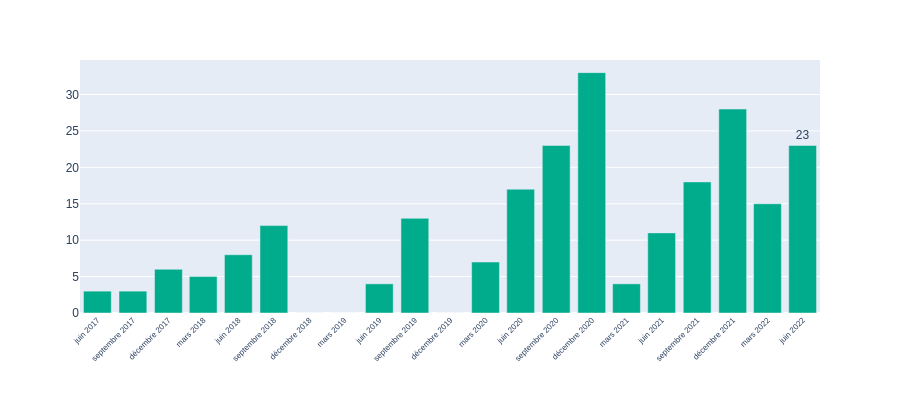 30
25
20
15
10
5
0
23
juin 2017
septembre 2017
décembre 2017
mars 2018
juin 2018
septembre 2018
décembre 2018
mars 2019
juin 2019
septembre 2019
décembre 2019
mars 2020
juin 2020
septembre 2020
décembre 2020
mars 2021
juin 2021
septembre 2021
décembre 2021
mars 2022
juin 2022